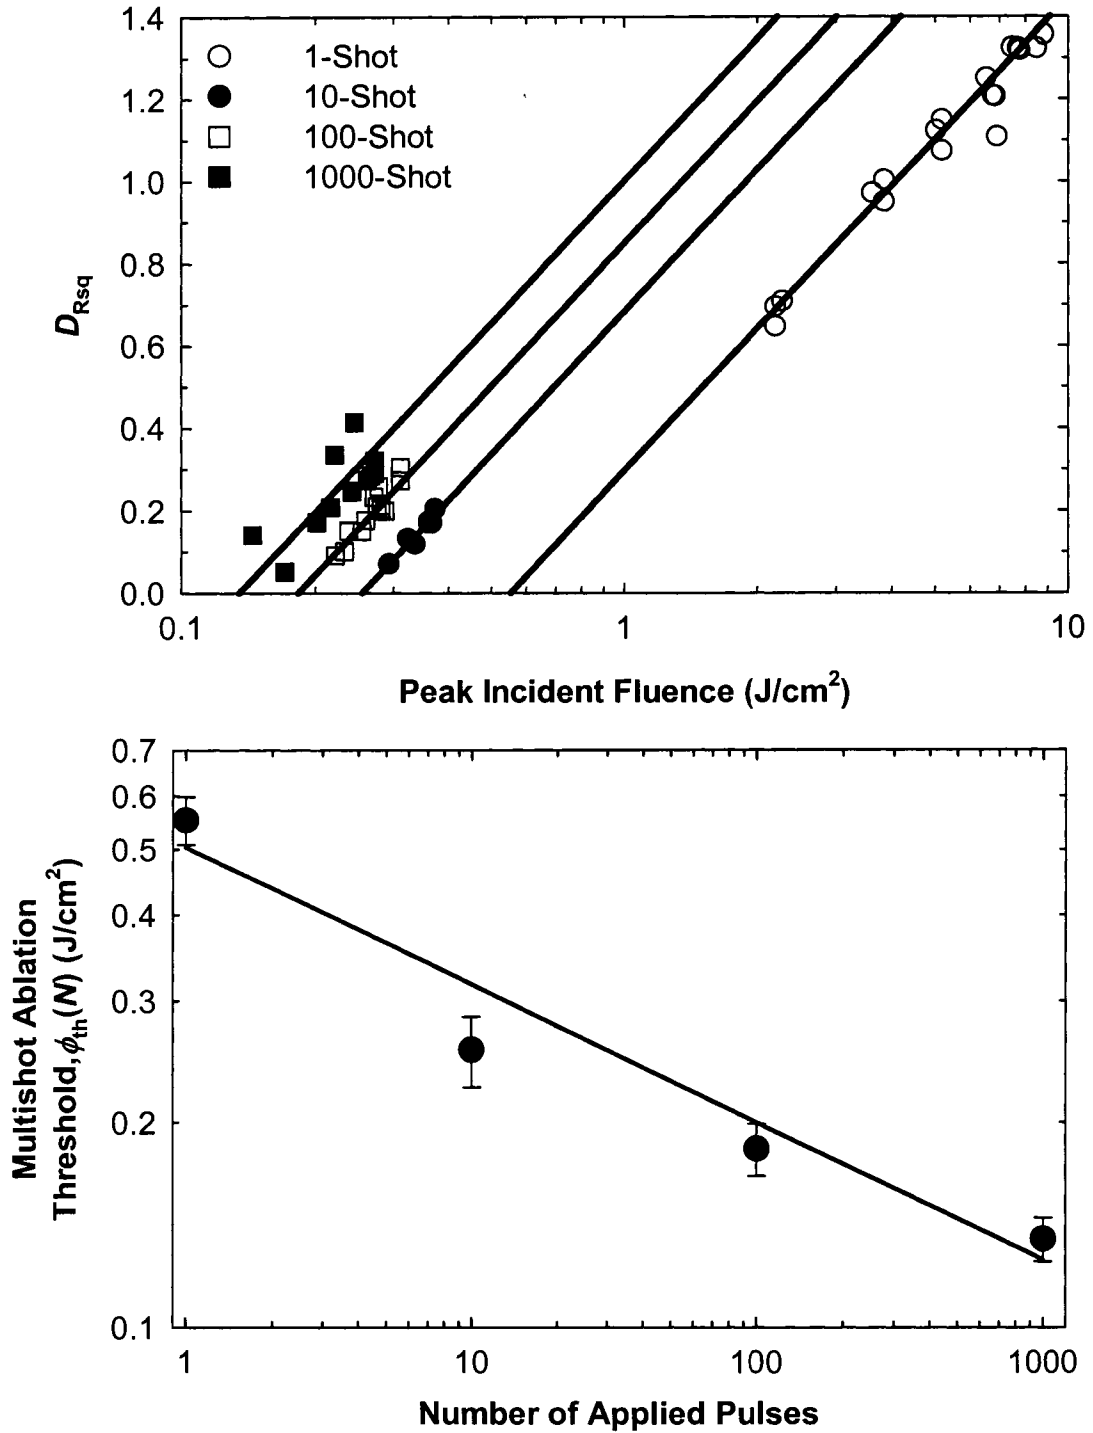 1.4
1.2
1.0
0.8
0.6
0.4
0.2
0.0
D_Rsq
1-Shot
10-Shot
100-Shot
1000-Shot
0.1
1
10
Peak Incident Fluence (J/cm²)
0.7
0.6
0.5
0.4
0.3
0.2
0.1
Multishot Ablation
Threshold, ϕ_th(N) (J/cm²)
1
10
100
1000
Number of Applied Pulses